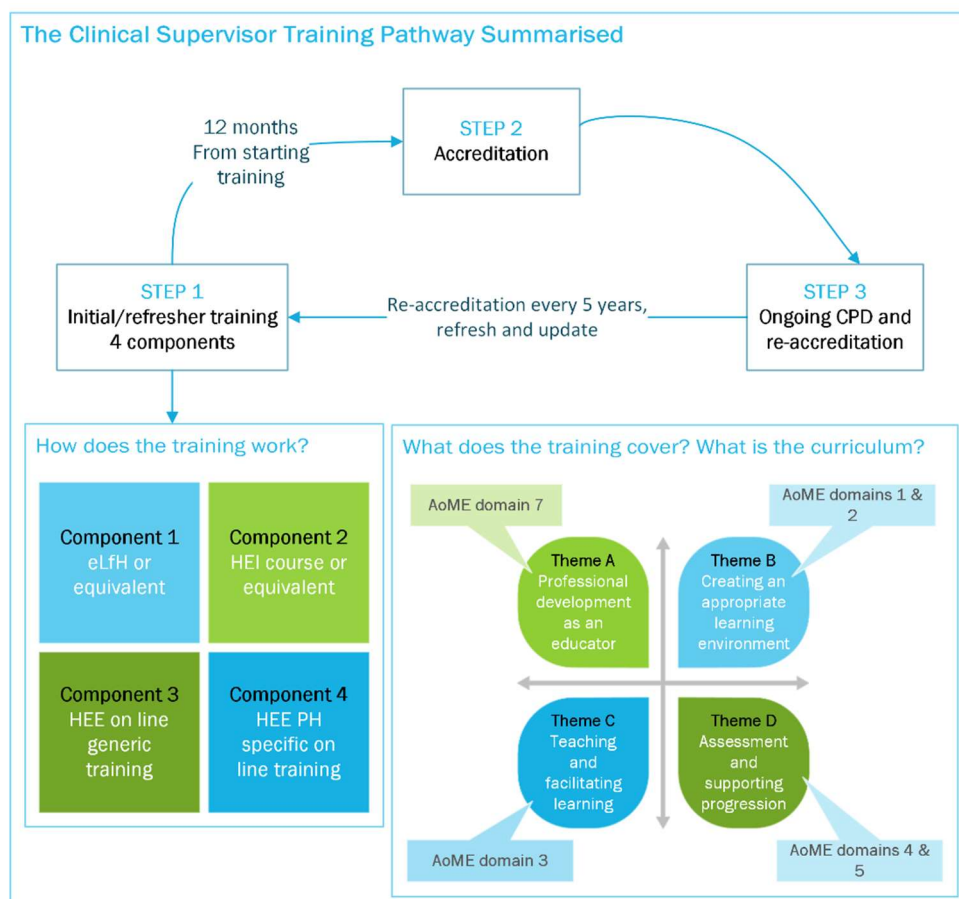 The Clinical Supervisor Training Pathway Summarised
12 months
From starting
training
STEP 2
Accreditation
STEP 1
Initial/refresher training
4 components
Re-accreditation every 5 years,
refresh and update
STEP 3
Ongoing CPD and
re-accreditation
How does the training work?
Component 1
eLfH or
equivalent
Component 2
HEI course or
equivalent
Component 3
HEE on line
generic
training
Component 4
HEE PH
specific on
line training
What does the training cover? What is the curriculum?
AoME domain 7
AoME domains 1 &
2
Theme A
Professional
development
as an
educator
Theme B
Creating an
appropriate
learning
environment
Theme C
Teaching
and
facilitating
learning
Theme D
Assessment
and
supporting
progression
AoME domain 3
AoME domains 4 &
5